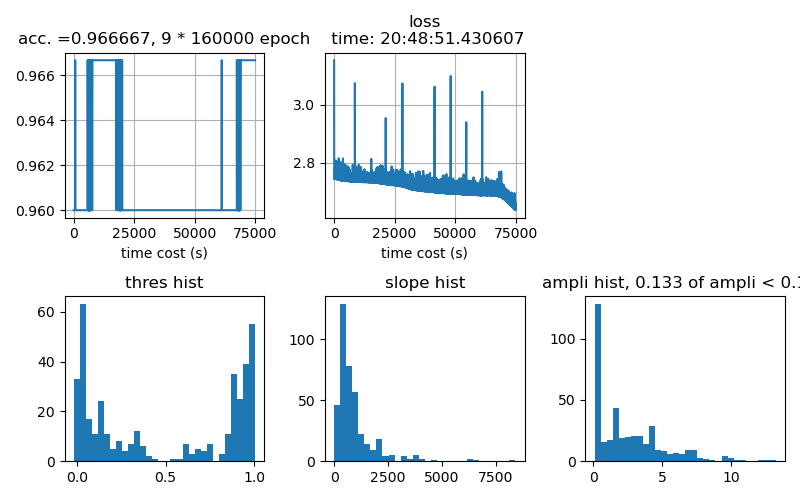 acc. =0.966667, 9 * 160000 epoch
0.966
0.964
0.962
0.960
0 25000 50000 75000
time cost (s)
loss
time: 20:48:51.430607
3.0
2.8
0 25000 50000 75000
time cost (s)
thres hist
60
40
20
0
0.0 0.5 1.0
slope hist
100
50
0
0 2500 5000 7500
ampli hist, 0.133 of ampli < 0.1
100
50
0
0 5 10